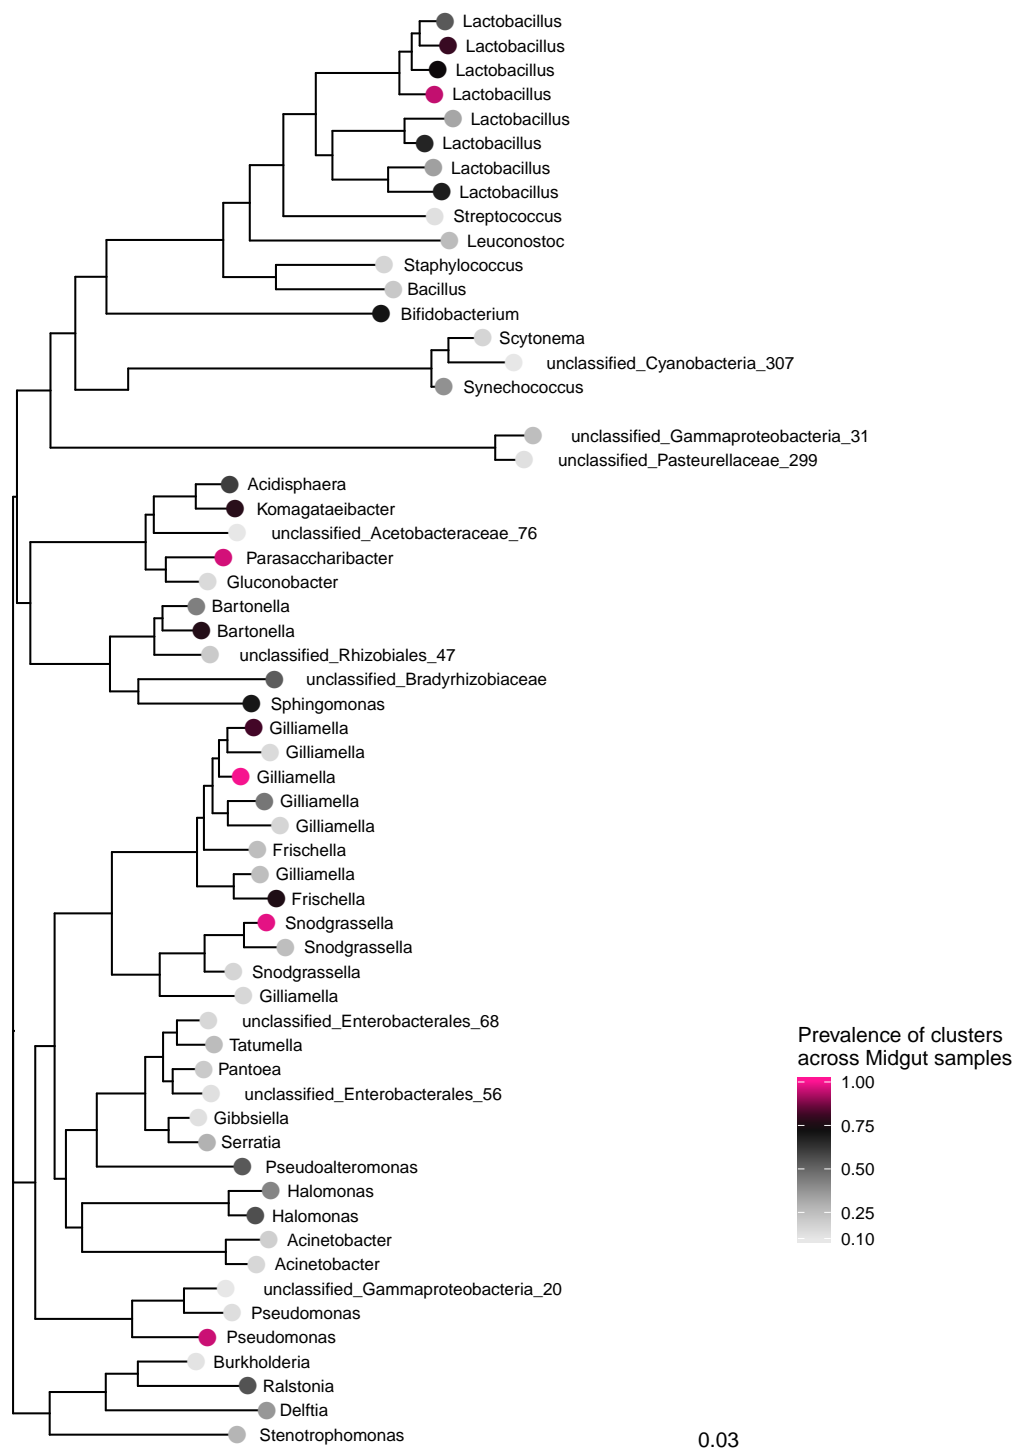 Lactobacillus
Lactobacillus
Lactobacillus
Lactobacillus
Lactobacillus
Lactobacillus
Lactobacillus
Lactobacillus
Streptococcus
Leuconostoc
Staphylococcus
Bacillus
Bifidobacterium
Scytonema
unclassified_Cyanobacteria_307
Synechococcus
unclassified_Gammaproteobacteria_31
unclassified_Pasteurellaceae_299
Acidisphaera
Komagataeibacter
unclassified_Acetobacteraceae_76
Parasaccharibacter
Gluconobacter
Bartonella
Bartonella
unclassified_Rhizobiales_47
unclassified_Bradyrhizobiaceae
Sphingomonas
Gilliamella
Gilliamella
Gilliamella
Gilliamella
Gilliamella
Frischella
Gilliamella
Frischella
Snodgrassella
Snodgrassella
Snodgrassella
Gilliamella
unclassified_Enterobacterales_68
Tatumella
Pantoea
unclassified_Enterobacterales_56
Gibbsiella
Serratia
Pseudoalteromonas
Halomonas
Halomonas
Acinetobacter
Acinetobacter
unclassified_Gammaproteobacteria_20
Pseudomonas
Pseudomonas
Burkholderia
Ralstonia
Delftia
Stenotrophomonas
Prevalence of clusters
across Midgut samples
1.00
0.75
0.50
0.25
0.10
0.03